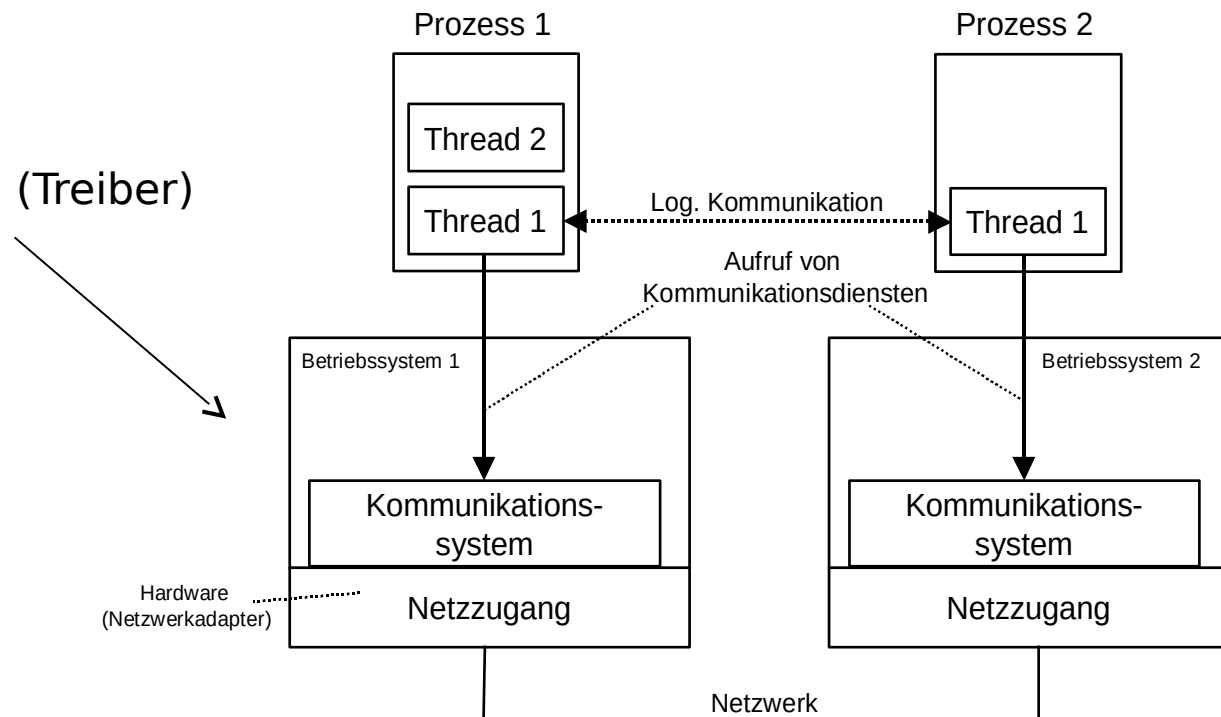 Prozess 1
Prozess 2
Thread 2
(Treiber)
Thread 1
Log. Kommunikation
Thread 1
Aufruf von
Kommunikationsdiensten
Betriebssystem 1
Betriebssystem 2
Kommunikations-
system
Kommunikations-
system
Hardware
(Netzwerkadapter)
Netzzugang
Netzzugang
Netzwerk